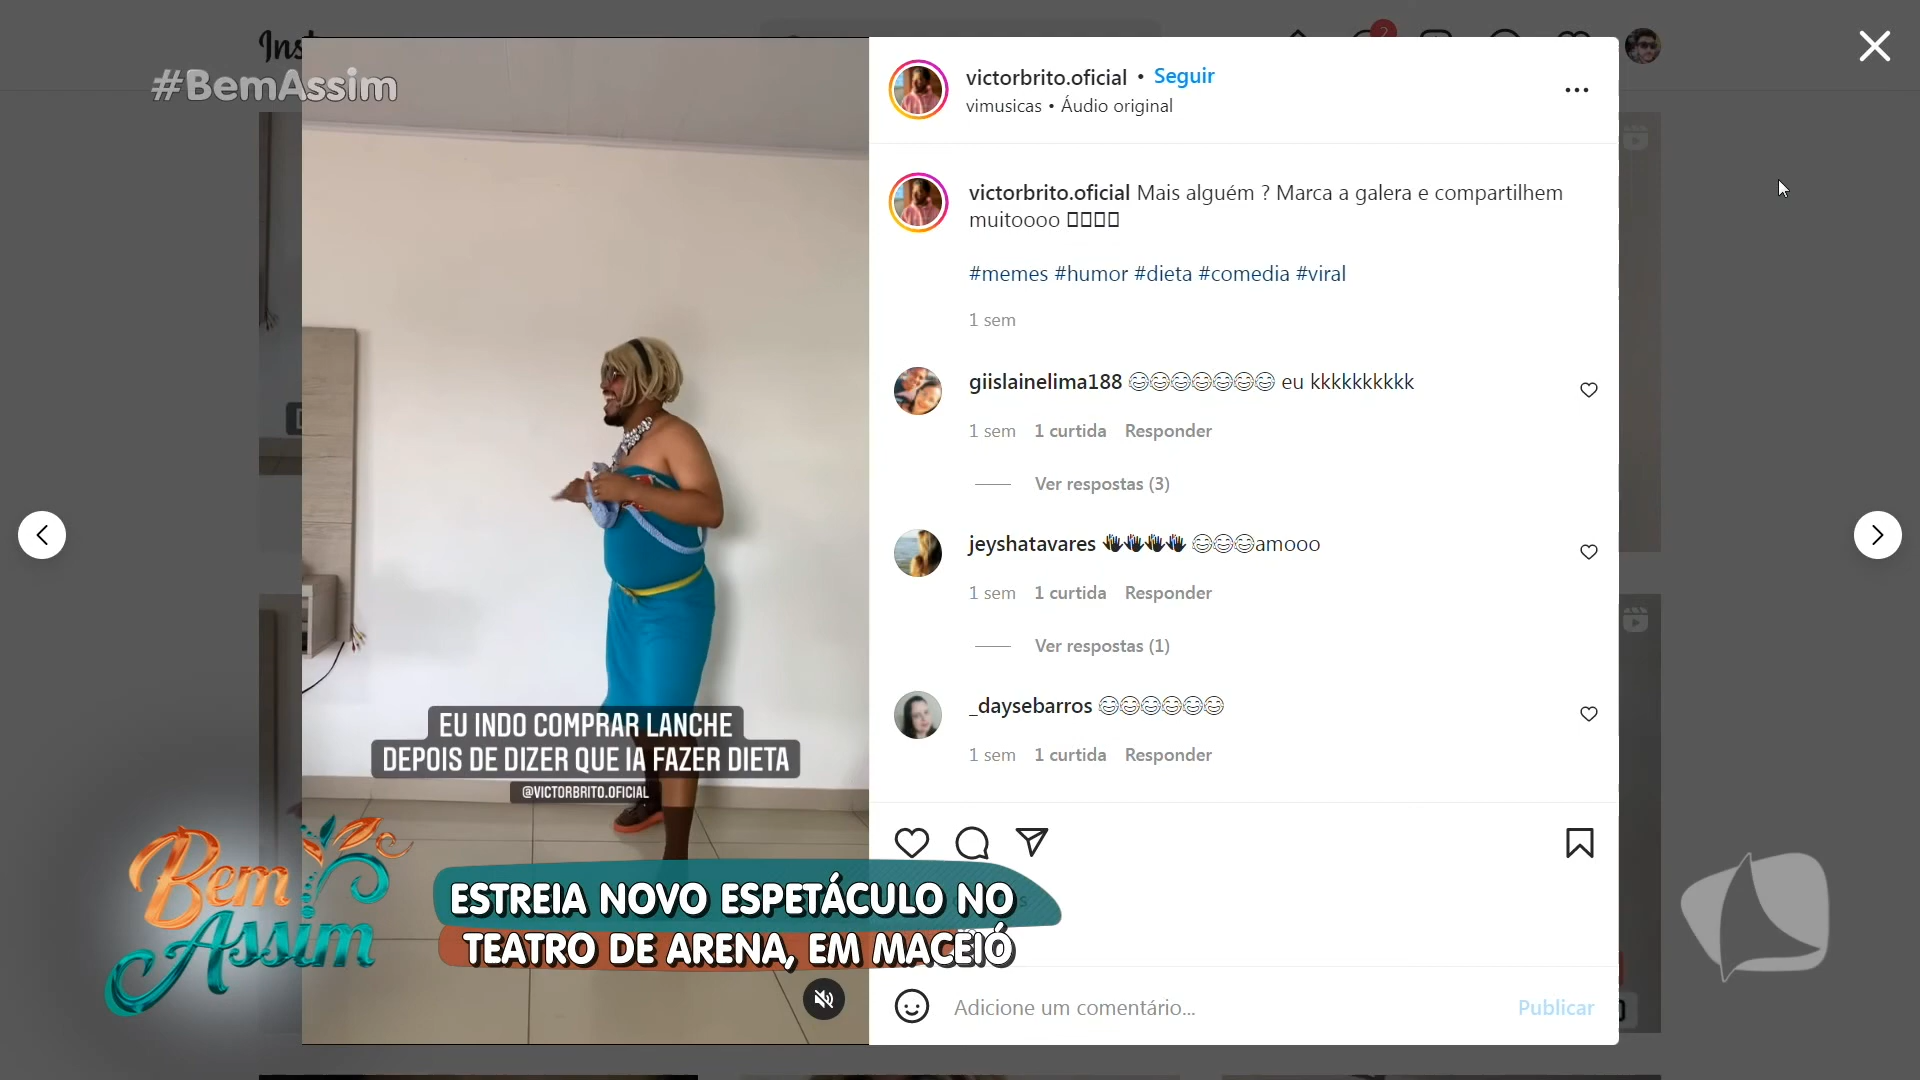 Inst
2
#BemAssim
victorbrito.oficial • Seguir
vimusicas • Áudio original
victorbrito.oficial Mais alguém ? Marca a galera e compartilhem
muitoooo
#memes #humor #dieta #comedia #viral
1 sem
giislainelima188 😂😂😂😂😂😂😂 eu kkkkkkkkkk
1 sem 1 curtida Responder
Ver respostas (3)
jeyshatavares 👏👏👏👏 😂😂😂amooo
1 sem 1 curtida Responder
Ver respostas (1)
_daysebarros 😂😂😂😂😂😂
1 sem 1 curtida Responder
EU INDO COMPRAR LANCHE
DEPOIS DE DIZER QUE IA FAZER DIETA
@VICTORBRITO.OFICIAL
Bem
Assim
ESTREIA NOVO ESPETÁCULO NO
TEATRO DE ARENA, EM MACEIÓ
Adicione um comentário... Publicar